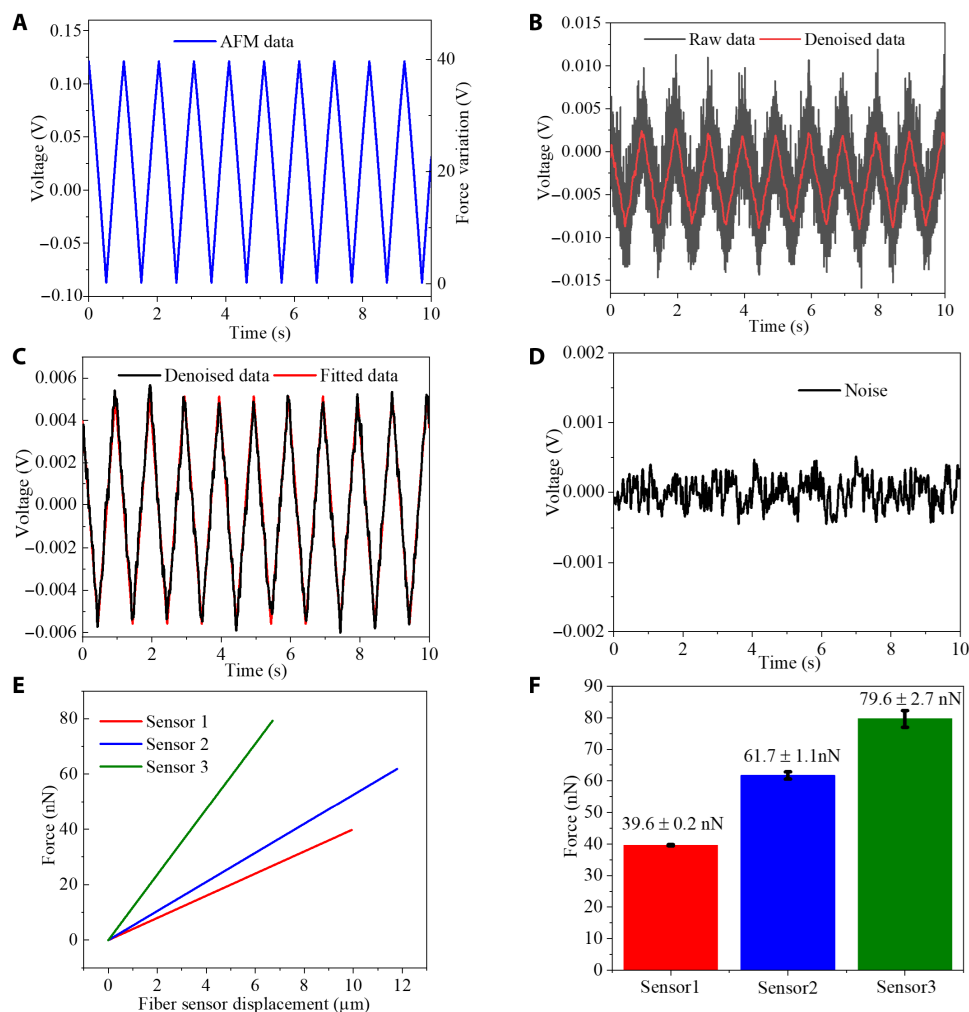 A
AFM data
Voltage (V)
0.15
0.10
0.05
0.00
−0.05
−0.10
40
20
0
Force variation (V)
0 2 4 6 8 10
Time (s)
B
Raw data Denoised data
Voltage (V)
0.015
0.010
0.005
0.000
−0.005
−0.010
−0.015
0 2 4 6 8 10
Time (s)
C
Denoised data Fitted data
Voltage (V)
0.006
0.004
0.002
0.000
−0.002
−0.004
−0.006
0 2 4 6 8 10
Time (s)
D
Noise
Voltage (V)
0.002
0.001
0.000
−0.001
−0.002
0 2 4 6 8 10
Time (s)
E
Sensor 1
Sensor 2
Sensor 3
Force (nN)
80
60
40
20
0
0 2 4 6 8 10 12
Fiber sensor displacement (µm)
F
Force (nN)
90
80
70
60
50
40
30
20
10
0
39.6 ± 0.2 nN
61.7 ± 1.1nN
79.6 ± 2.7 nN
Sensor1 Sensor2 Sensor3